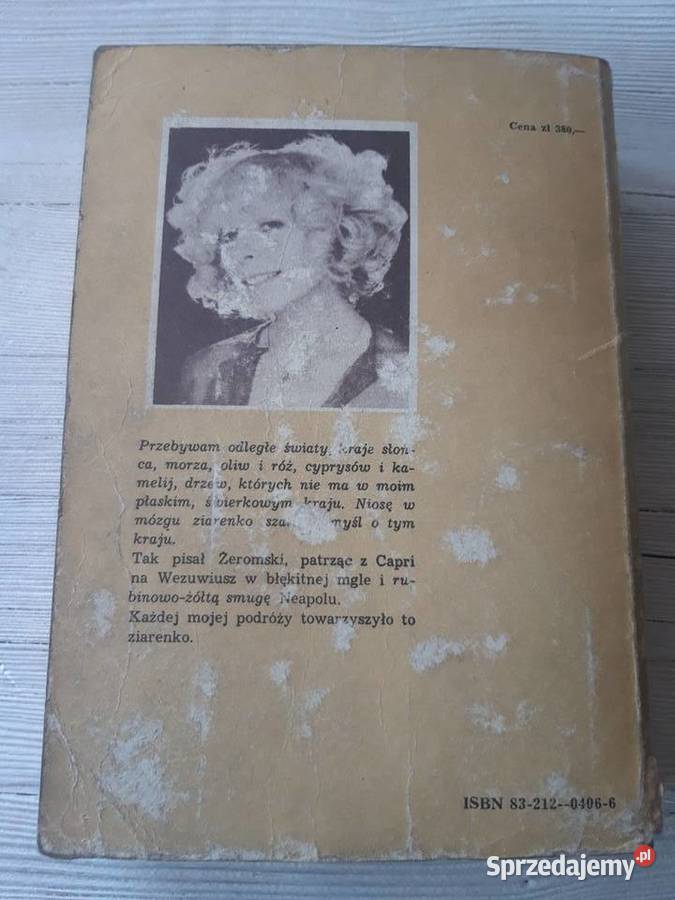 Cena zł 380,—
Przebywam odległe światy, kraje słoń-
ca, morza, oliw i róż, cyprysów i ka-
melij, drzew, których nie ma w moim
płaskim, świerkowym kraju. Niosę w
mózgu ziarenko myśl o tym
kraju.
Tak pisał Żeromski, patrząc z Capri
na Wezuwiusz w błękitnej mgle i ru-
binowo-żółtą smugę Neapolu.
Każdej mojej podróży towarzyszyło to
ziarenko.
ISBN 83-212--0406-6
Sprzedajemy.pl